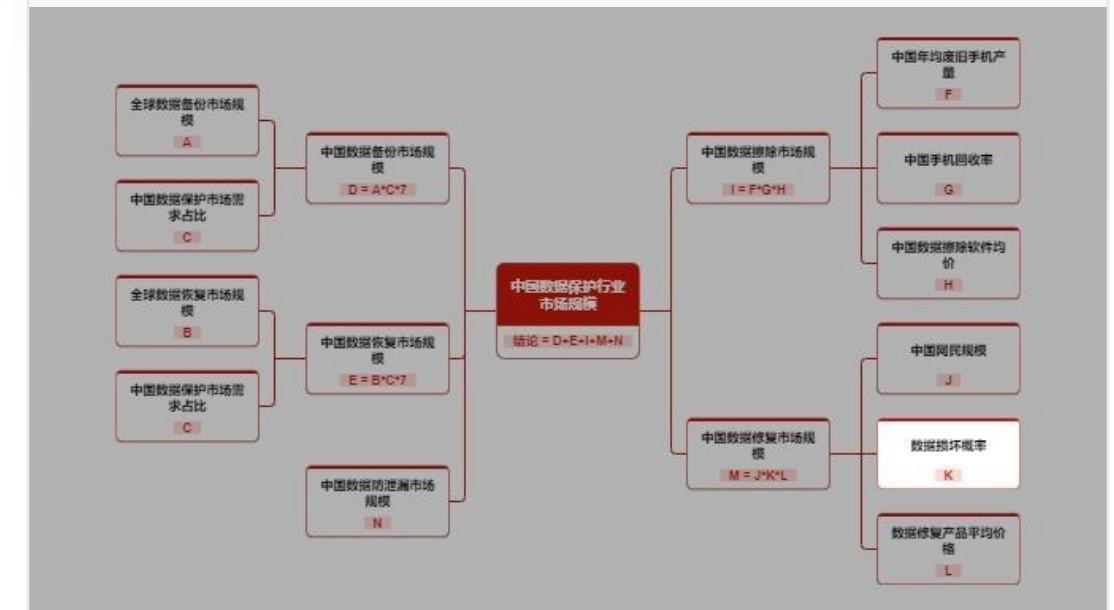 全球数据备份市场规
模
A
中国数据保护市场需
求占比
C
中国数据备份市场规
模
D = A*C*7
全球数据恢复市场规
模
B
中国数据保护市场需
求占比
C
中国数据恢复市场规
模
E = B*C*7
中国数据防泄漏市场
规模
N
中国数据保护行业
市场规模
结论 = D+E+I+M+N
中国数据擦除市场规
模
I = F*G*H
中国年均废旧手机产
量
F
中国手机回收率
G
中国数据擦除软件均
价
H
中国数据修复市场规
模
M = J*K*L
中国网民规模
J
数据损坏概率
K
数据修复产品平均价
格
L